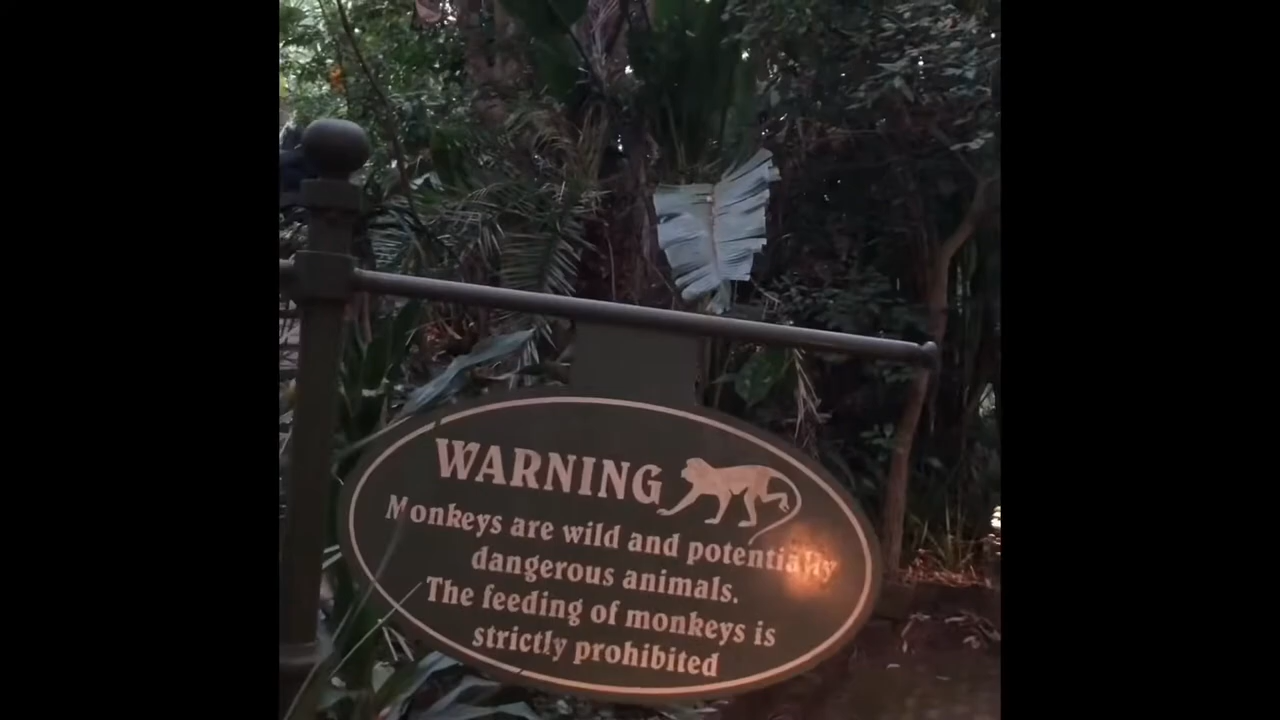 WARNING
Monkeys are wild and potentially
dangerous animals.
The feeding of monkeys is
strictly prohibited